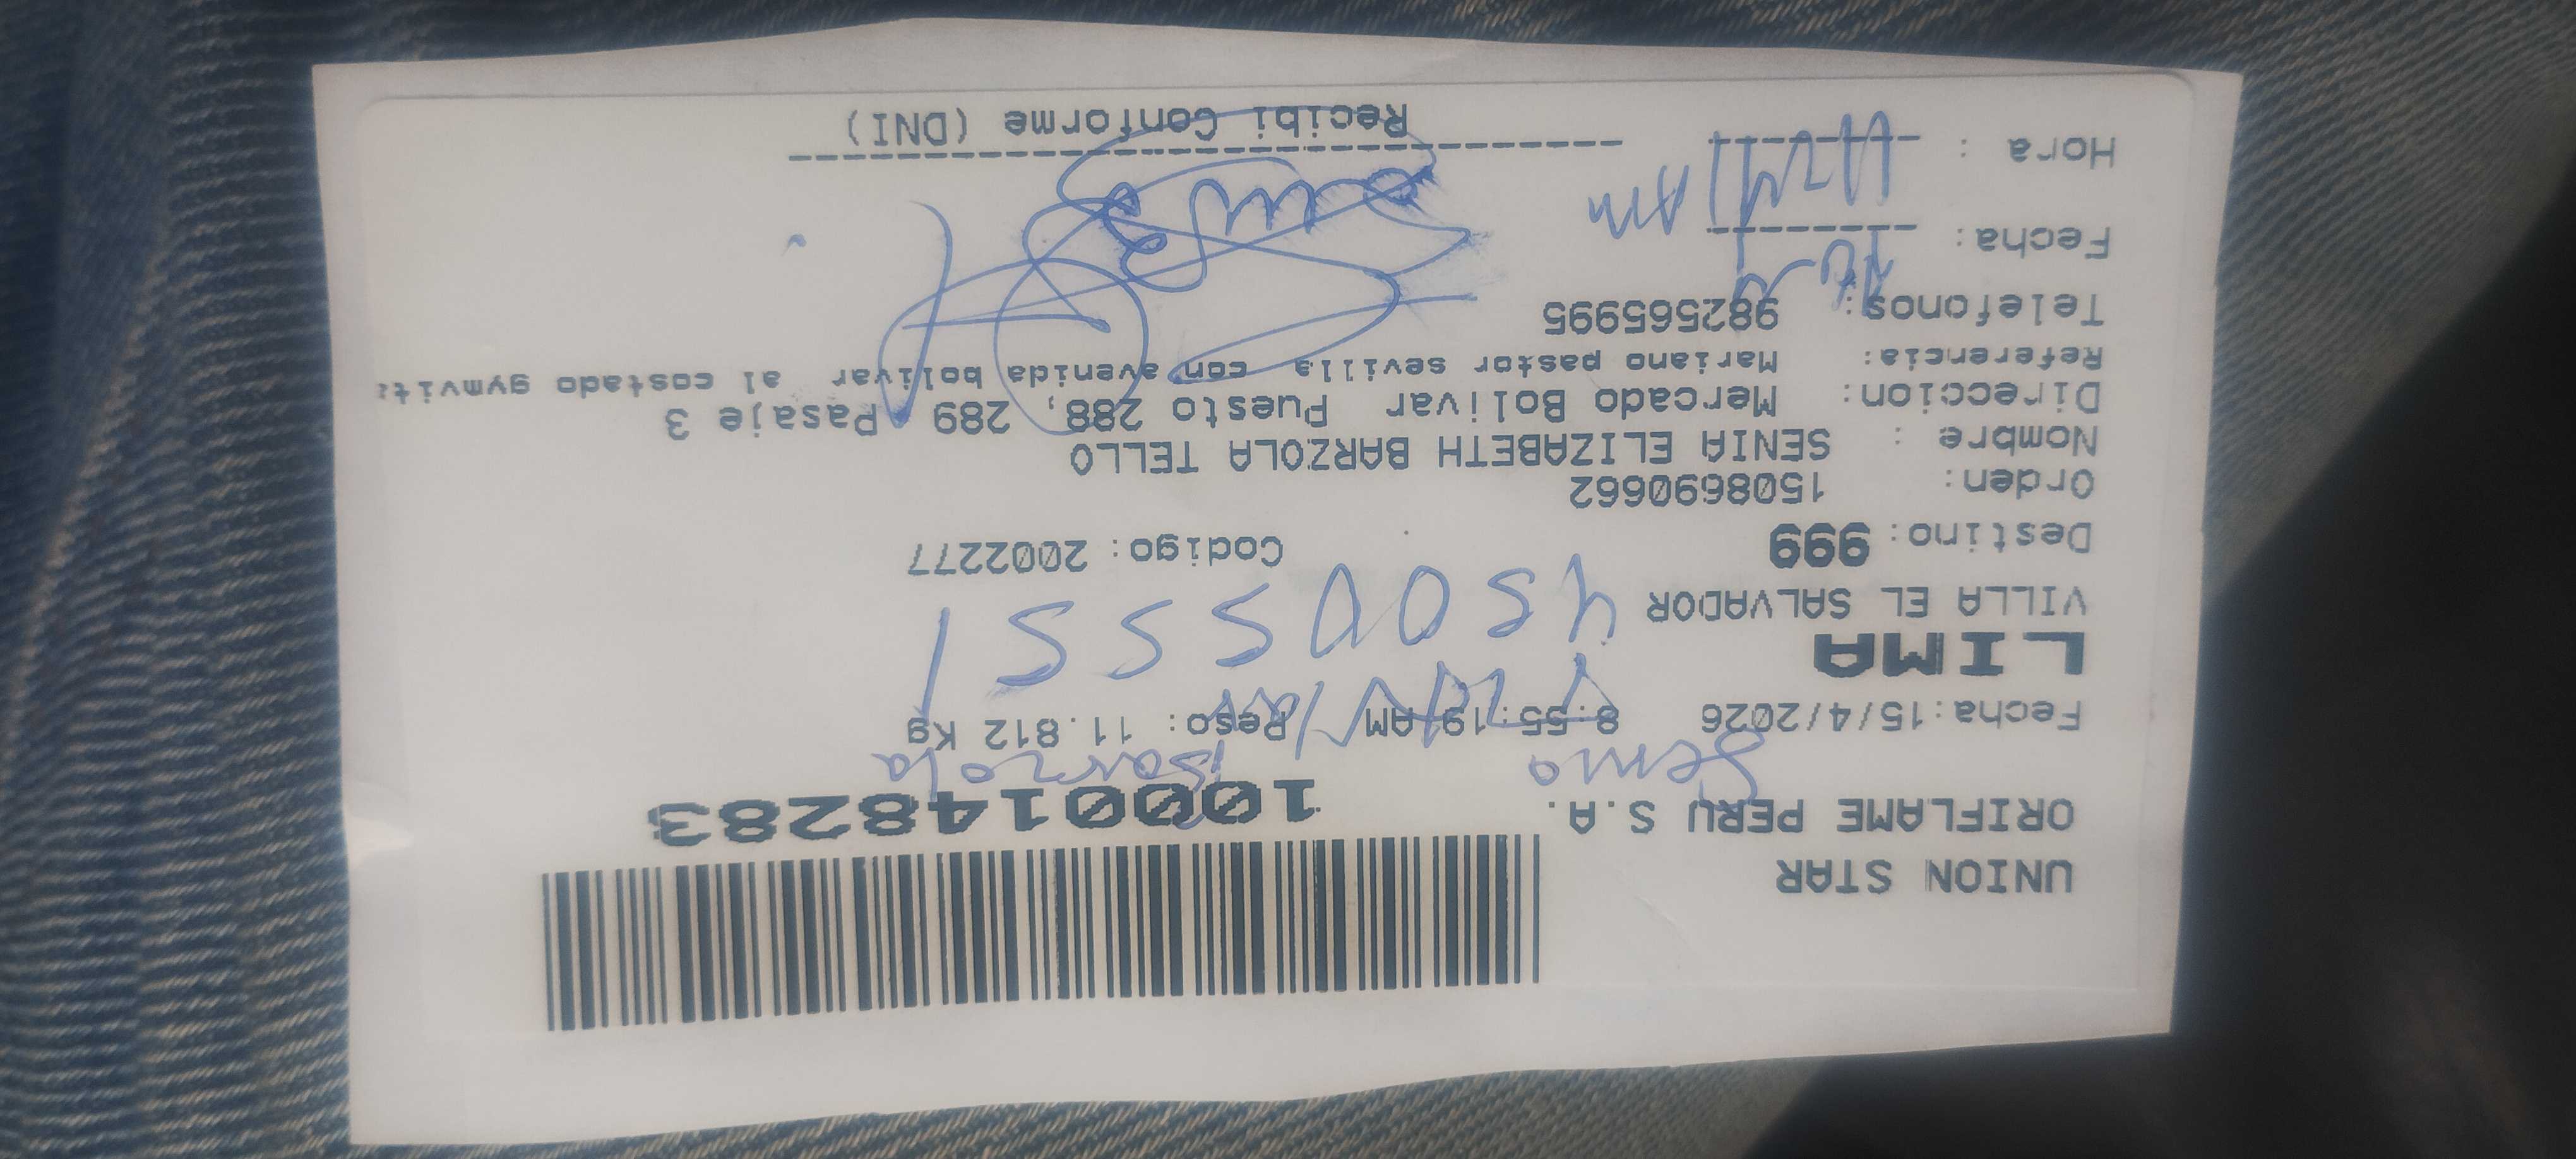 UNION STAR
ORIFLAME PERU S.A. 1000148283
Senia Barzola
Fecha:15/4/2026 8:55:19 AM Peso: 11.812 Kg
LIMA
VILLA EL SALVADOR
Destino: 999 Codigo: 2002277
Orden: 1508690662
Nombre : SENIA ELIZABETH BARZOLA TELLO
Direccion: Mercado Bolivar Puesto 288, 289 Pasaje 3
Referencia: Mariano pastor sevilla con avenida bolivar al costado gymvit
Telefonos: 982565995
Fecha:
Hora : AM
Recibi Conforme (DNI)